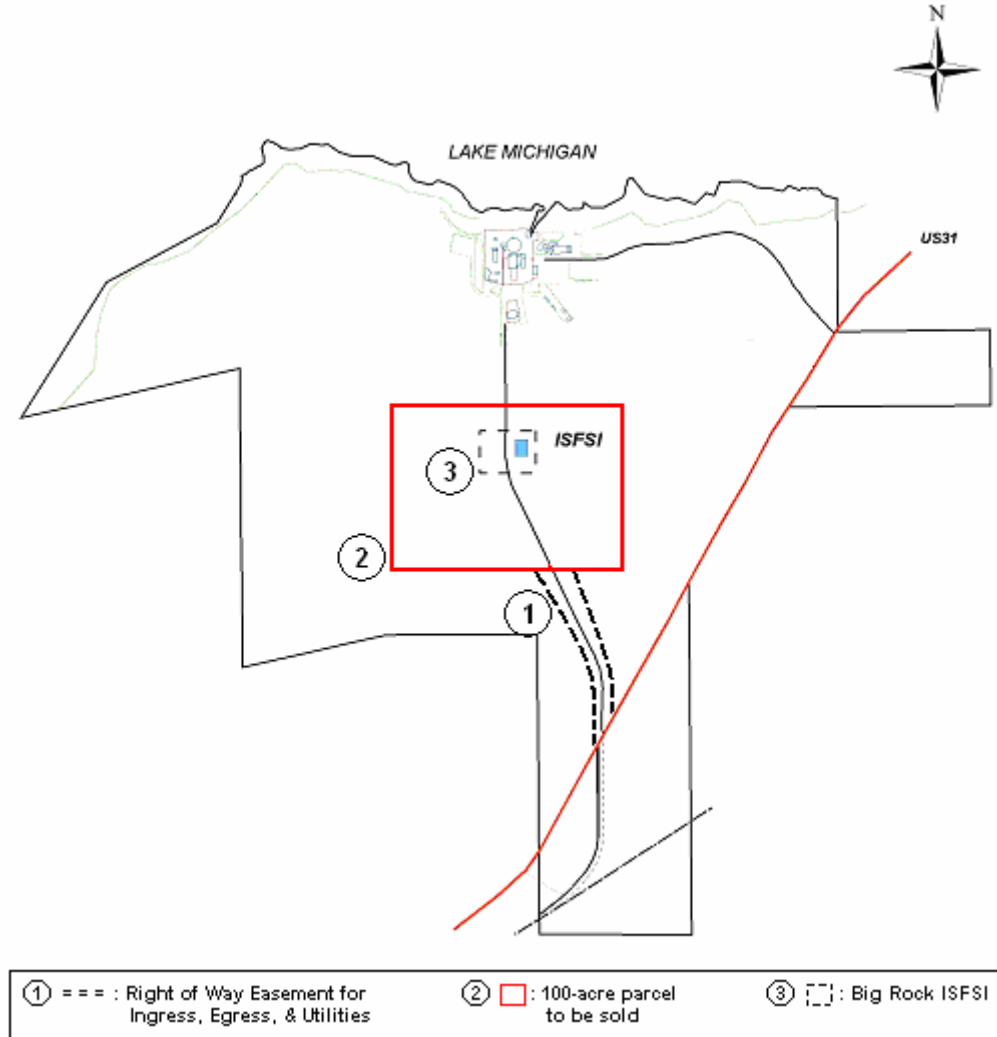 N
LAKE MICHIGAN
US31
ISFSI
3
2
1
1 = = = : Right of Way Easement for
Ingress, Egress, & Utilities
2 : 100-acre parcel
to be sold
3 : Big Rock ISFSI